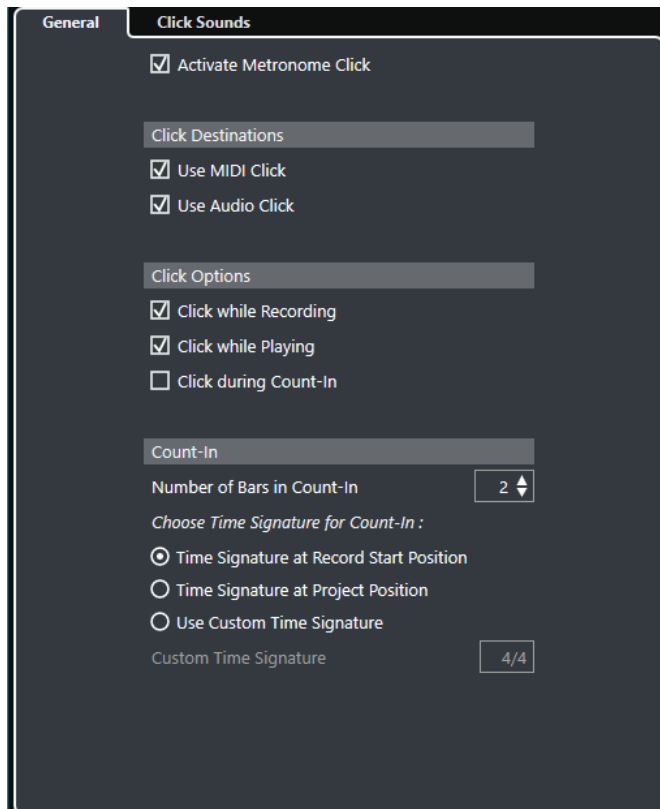 General Click Sounds
Activate Metronome Click
Click Destinations
Use MIDI Click
Use Audio Click
Click Options
Click while Recording
Click while Playing
Click during Count-In
Count-In
Number of Bars in Count-In 2
Choose Time Signature for Count-In :
Time Signature at Record Start Position
Time Signature at Project Position
Use Custom Time Signature
Custom Time Signature 4/4